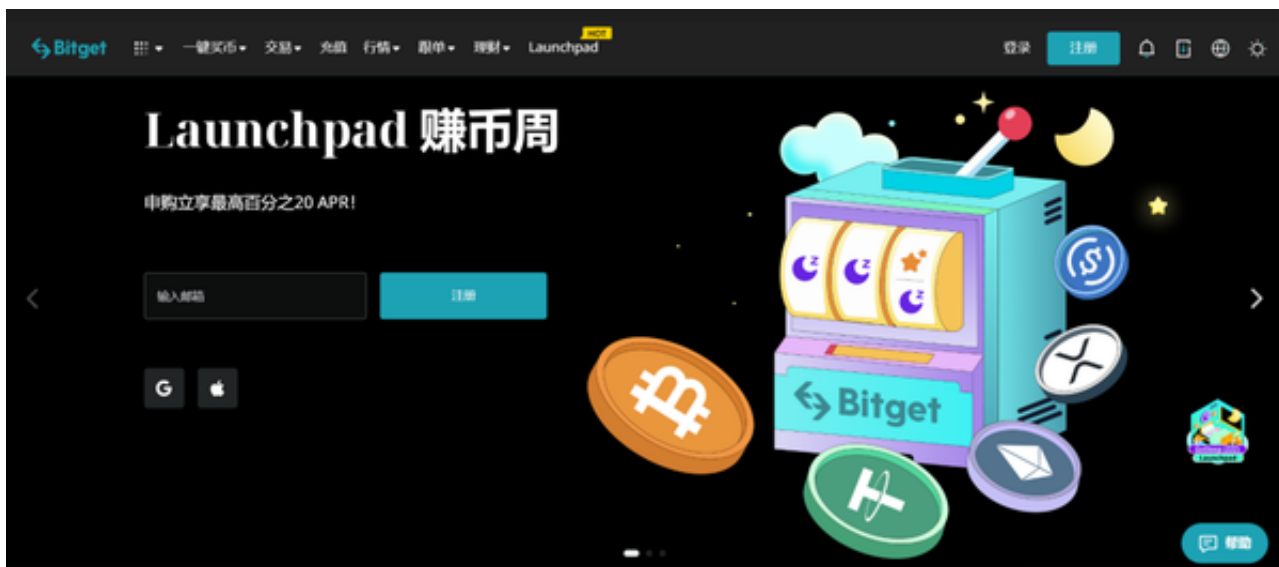 Bitget 一键买币 交易 充值 行情 跟单 理财 Launchpad HOT 登录 注册
Launchpad 赚币周
申购立享最高百分之20 APR!
输入邮箱 注册
G
Bitget
Launchpad
帮助